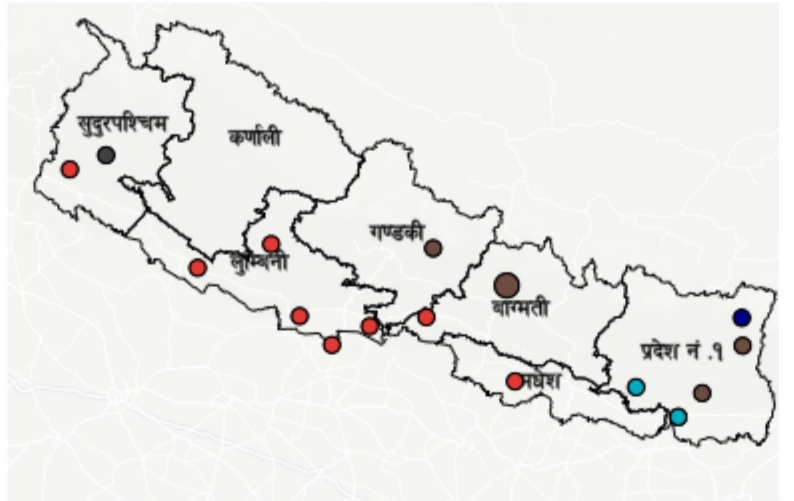 सुदुरपश्चिम
कर्णाली
गण्डकी
लुम्बिनी
बाग्मती
प्रदेश नं .१
मधेश